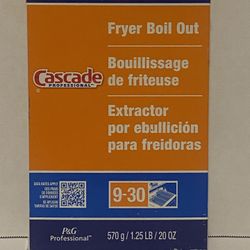 Fryer Boil Out
Bouillissage
de friteuse
Cascade
PROFESSIONAL
Extractor
por ebullición
para freidoras
9-30
P&G
Professional
570 g / 1.25 LB / 20 OZ